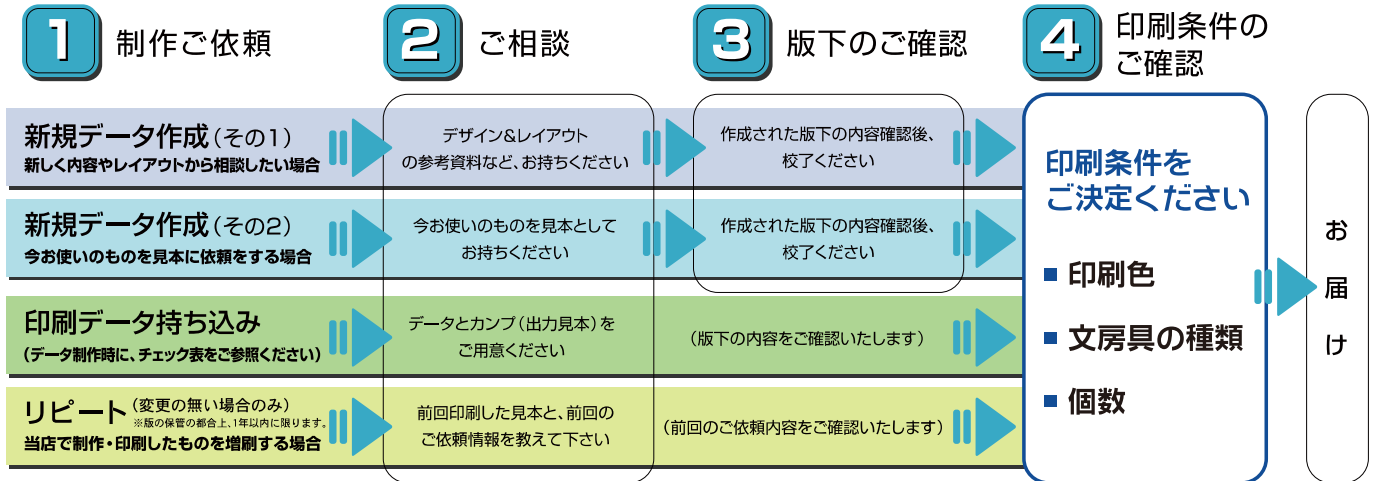 1 制作ご依頼
2 ご相談
3 版下のご確認
4 印刷条件の
ご確認
新規データ作成(その1)
新しく内容やレイアウトから相談したい場合
デザイン&レイアウト
の参考資料など、お持ちください
作成された版下の内容確認後、
校了ください
新規データ作成(その2)
今お使いのものを見本に依頼をする場合
今お使いのものを見本として
お持ちください
作成された版下の内容確認後、
校了ください
印刷データ持ち込み
(データ制作時に、チェック表をご参照ください)
データとカンプ(出力見本)を
ご用意ください
(版下の内容をご確認いたします)
リピート(変更の無い場合のみ)
※版の保管の都合上、1年以内に限ります。
当店で制作・印刷したものを増刷する場合
前回印刷した見本と、前回の
ご依頼情報を教えて下さい
(前回のご依頼内容をご確認いたします)
印刷条件を
ご決定ください
■ 印刷色
■ 文房具の種類
■ 個数
お届け